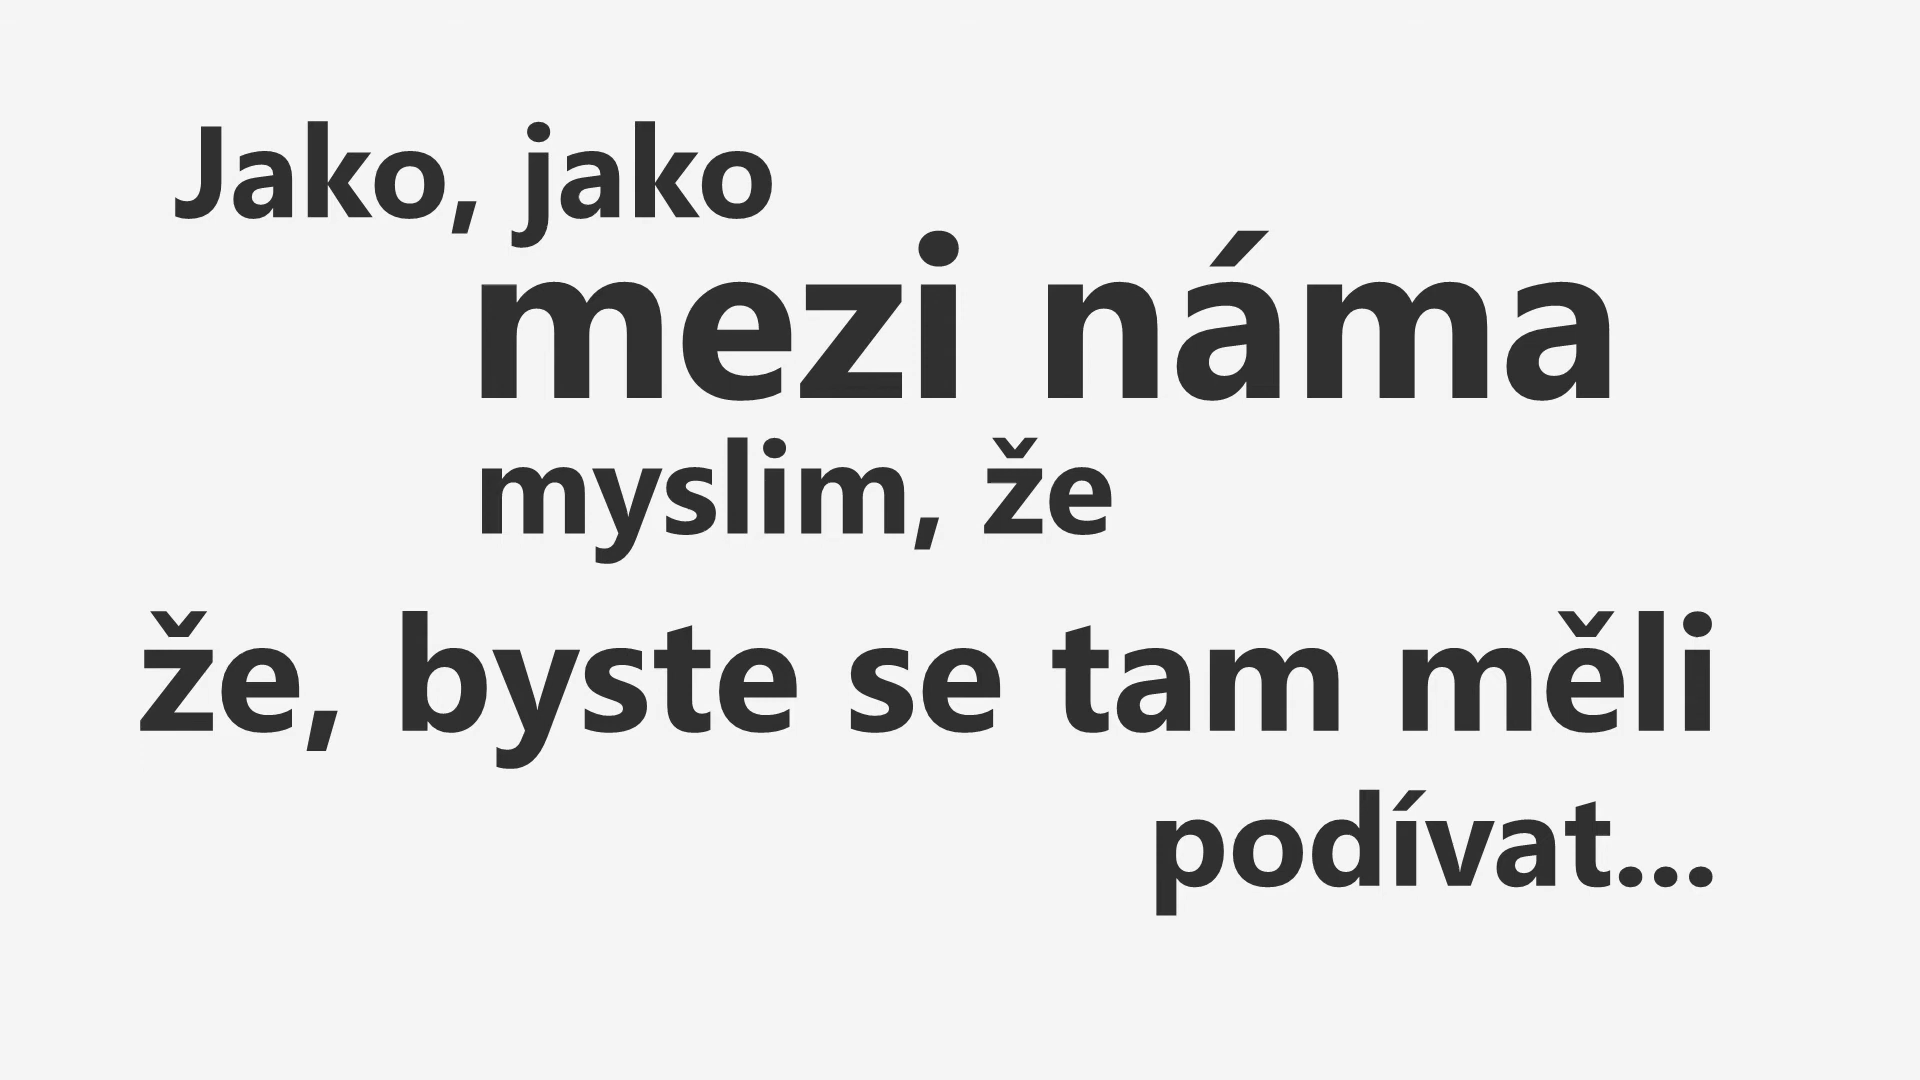 Jako, jako
mezi náma
myslim, že
že, byste se tam měli
podívat...